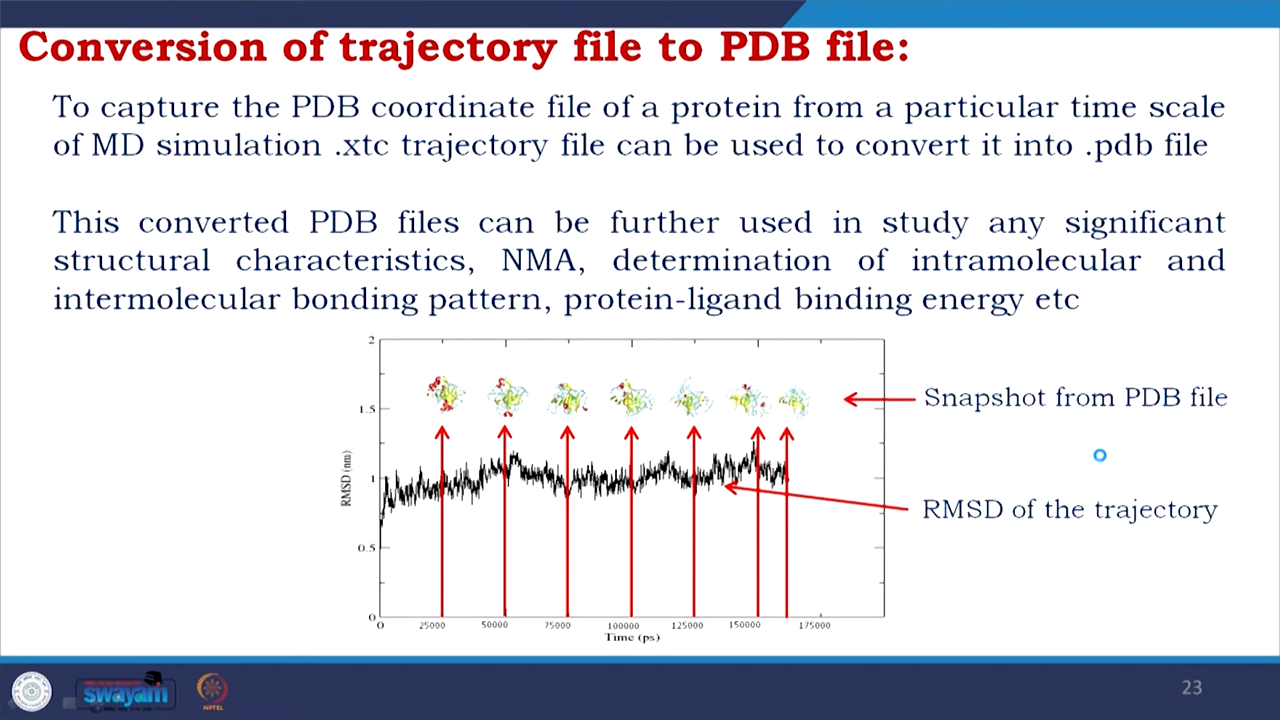 Conversion of trajectory file to PDB file:
To capture the PDB coordinate file of a protein from a particular time scale
of MD simulation .xtc trajectory file can be used to convert it into .pdb file
This converted PDB files can be further used in study any significant
structural characteristics, NMA, determination of intramolecular and
intermolecular bonding pattern, protein-ligand binding energy etc
2
1.5
1
0.5
0
RMSD (nm)
Snapshot from PDB file
RMSD of the trajectory
0 25000 50000 75000 100000 125000 150000 175000
Time (ps)
swayam
NPTEL
23